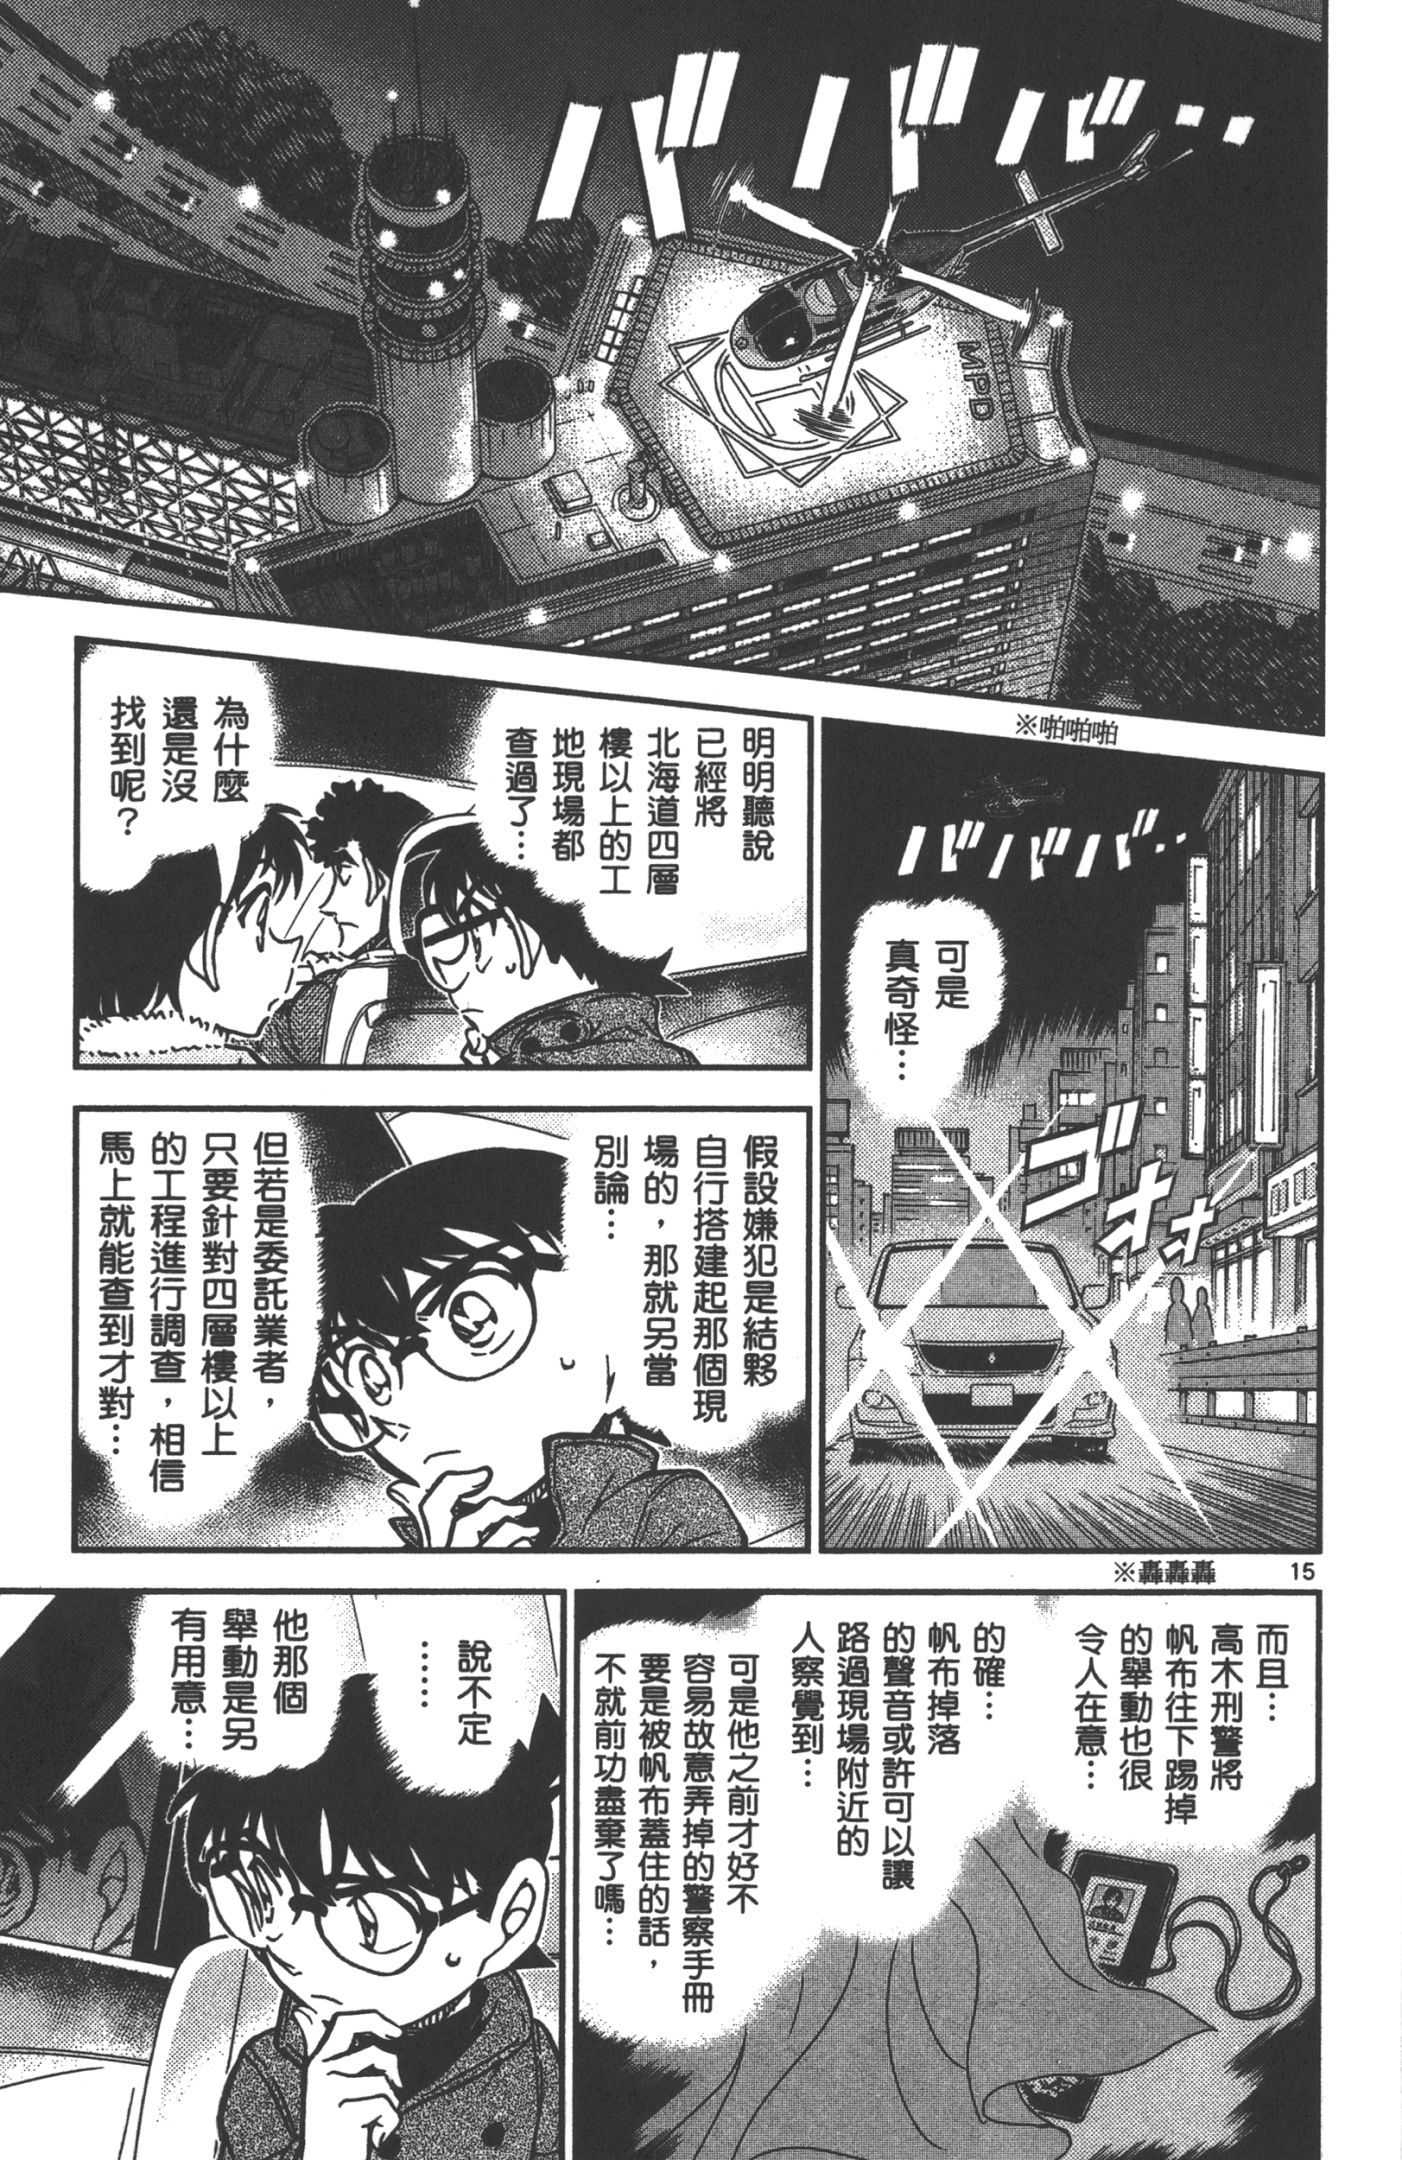 ババババ‥
MPD
※啪啪啪
バババババ‥
可是
真奇怪…
ゴオォォ
※轟轟轟
15
明明聽說
已經將
北海道四層
樓以上的工
地現場都
查過了…
為什麼
還是沒
找到呢？
假設嫌犯是結夥
自行搭建起那個現
場的，那就另當
別論…
但若是委託業者，
只要針對四層樓以上
的工程進行調查，相信
馬上就能查到才對…
而且…
高木刑警將
帆布往下踢掉
的舉動也很
令人在意…
的確…
帆布掉落
的聲音或許可以讓
路過現場附近的
人察覺到…
可是他之前才好不
容易故意弄掉的警察手冊
要是被帆布蓋住的話，
不就前功盡棄了嗎…
說不定
……
他那個
舉動是另
有用意…